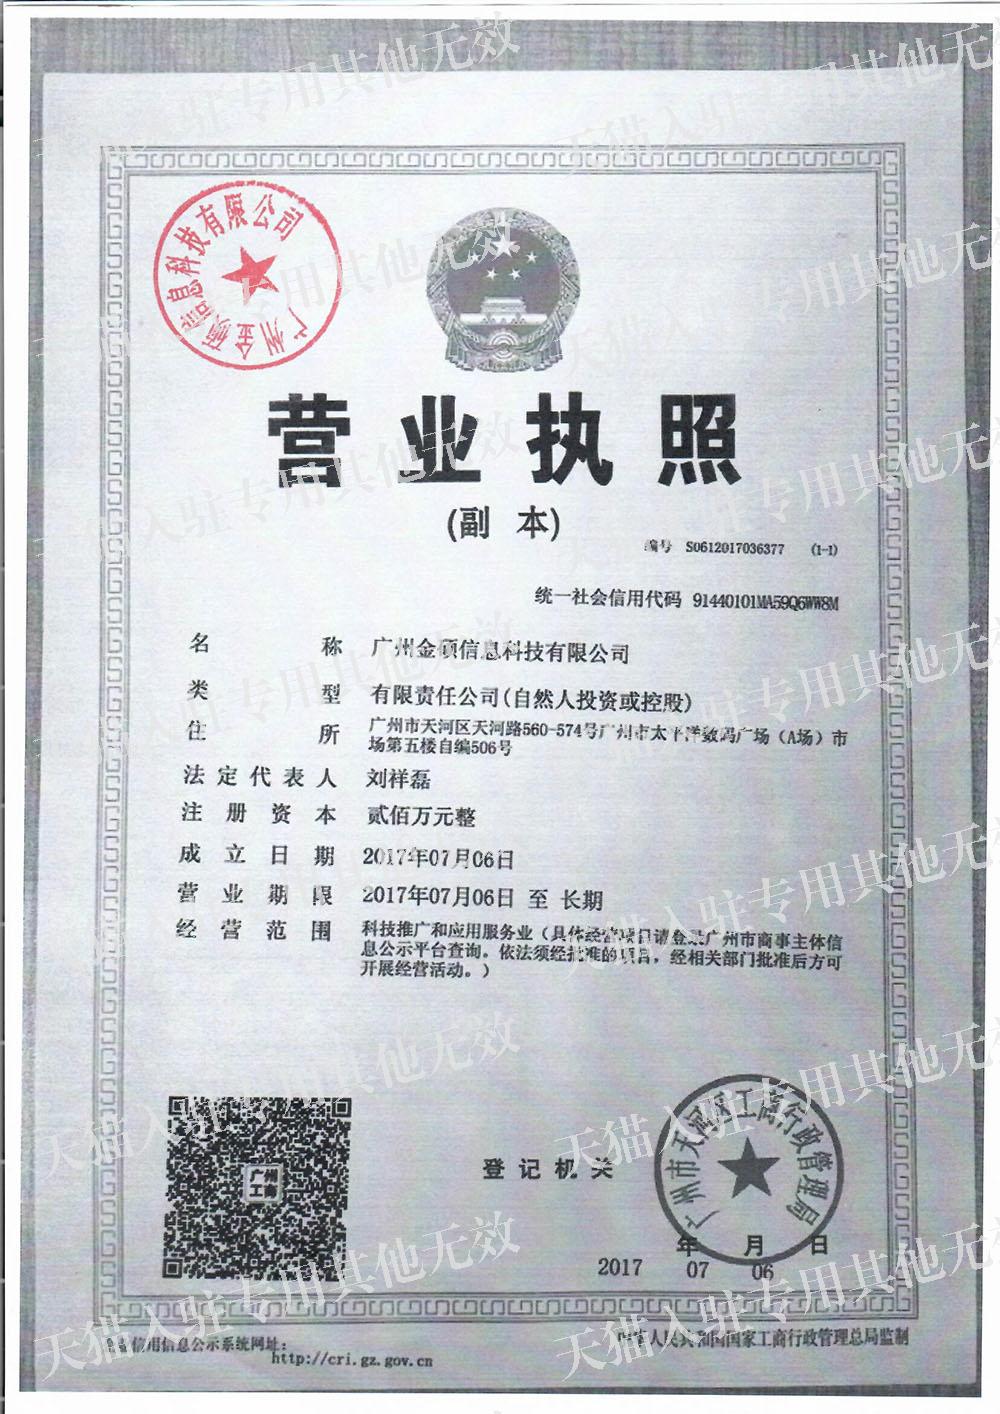 广州金硕信息科技有限公司
营业执照
(副 本)
编号 S0612017036377 (1-1)
统一社会信用代码 91440101MA59Q6WW8M
名 称 广州金硕信息科技有限公司
类 型 有限责任公司(自然人投资或控股)
住 所 广州市天河区天河路560-574号广州市太平洋数码广场（A场）市
场第五楼自编506号
法定代表人 刘祥磊
注册资本 贰佰万元整
成立日期 2017年07月06日
营业期限 2017年07月06日 至 长期
经营范围 科技推广和应用服务业（具体经营项目请登录广州市商事主体信
息公示平台查询。依法须经批准的项目，经相关部门批准后方可
开展经营活动。）
广州
工商
登记机关
广州市天河区工商行政管理局
年 月 日
2017 07 06
企业信用信息公示系统网址：
http://cri.gz.gov.cn
中华人民共和国国家工商行政管理总局监制
天猫入驻专用其他无效